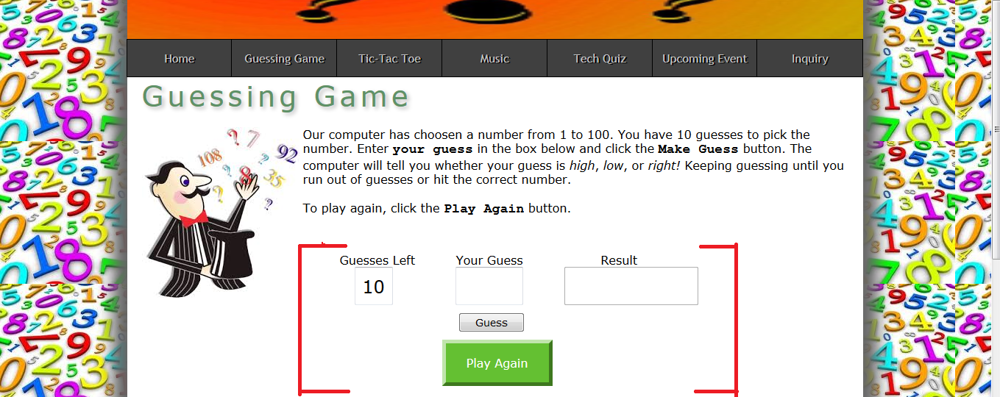 Home Guessing Game Tic-Tac Toe Music Tech Quiz Upcoming Event Inquiry
Guessing Game
Our computer has choosen a number from 1 to 100. You have 10 guesses to pick the
number. Enter your guess in the box below and click the Make Guess button. The
computer will tell you whether your guess is high, low, or right! Keeping guessing until you
run out of guesses or hit the correct number.
To play again, click the Play Again button.
? 7
108 ? 92
? 8 35
? ?
Guesses Left Your Guess Result
10
Guess
Play Again